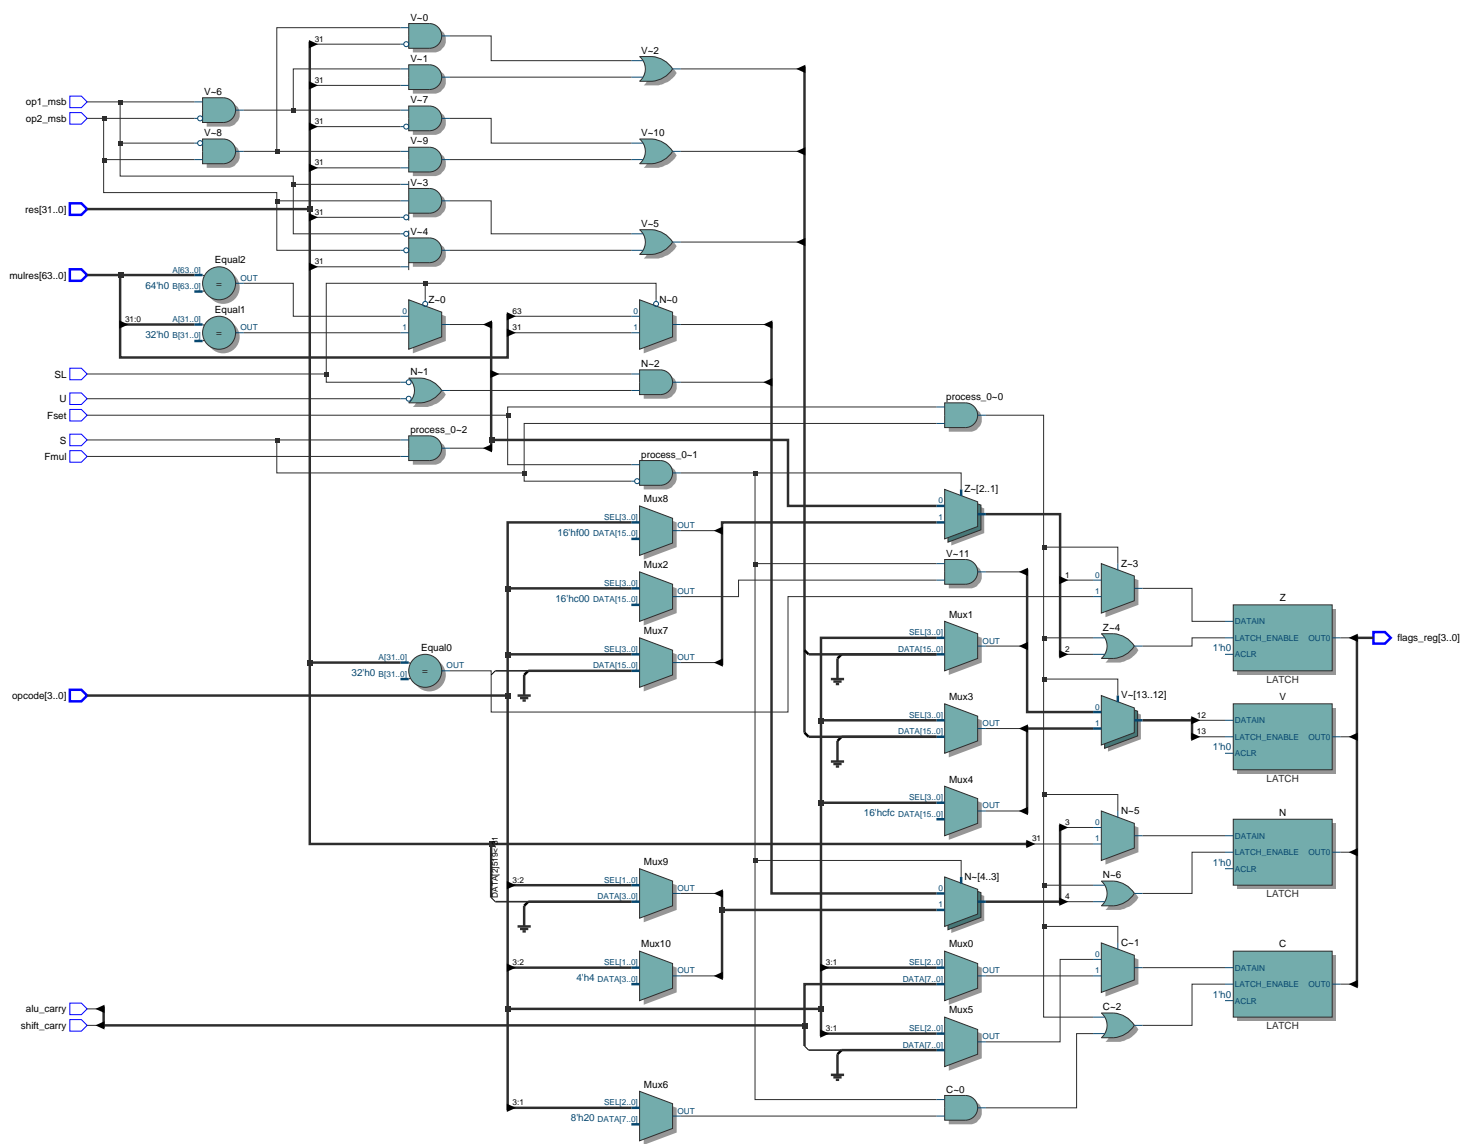 V~0
31
V~2
V~1
31
op1_msb
V~6
V~7
op2_msb
31
V~8
V~10
V~9
31
V~3
res[31..0]
31
V~5
V~4
31
Equal2
mulres[63..0]
A[63..0]
OUT
64'h0 B[63..0]
=
Z~0
N~0
Equal1
0
63
0
31:0
A[31..0]
OUT
1
31
1
32'h0 B[31..0]
=
SL
N~1
N~2
U
process_0~0
Fset
S
process_0~2
Fmul
process_0~1
Z~[2..1]
Mux8
0
SEL[3..0]
OUT
1
16'hf00 DATA[15..0]
V~11
Mux2
Z~3
SEL[3..0]
OUT
1
0
16'hc00 DATA[15..0]
1
Z
Mux7
Mux1
DATAIN
SEL[3..0]
OUT
Z~4
LATCH_ENABLE
OUT0
flags_reg[3..0]
Equal0
SEL[3..0]
OUT
DATA[15..0]
2
1'h0
ACLR
A[31..0]
OUT
DATA[15..0]
32'h0 B[31..0]
=
LATCH
opcode[3..0]
Mux3
V~[13..12]
V
SEL[3..0]
OUT
0
12
DATAIN
DATA[15..0]
1
13
LATCH_ENABLE
OUT0
1'h0
ACLR
Mux4
LATCH
SEL[3..0]
OUT
N~5
N
16'hcfc DATA[15..0]
3
0
DATAIN
31
1
LATCH_ENABLE
OUT0
Mux9
1'h0
ACLR
3:2
SEL[1..0]
OUT
N~[4..3]
N~6
LATCH
DATA[3..0]
0
4
1
Mux10
Mux0
C~1
C
3:2
SEL[1..0]
OUT
3:1
SEL[2..0]
OUT
0
DATAIN
4'h4 DATA[3..0]
DATA[7..0]
1
LATCH_ENABLE
OUT0
1'h0
ACLR
alu_carry
Mux5
C~2
shift_carry
3:1
SEL[2..0]
OUT
LATCH
DATA[7..0]
Mux6
C~0
3:1
SEL[2..0]
OUT
8'h20 DATA[7..0]